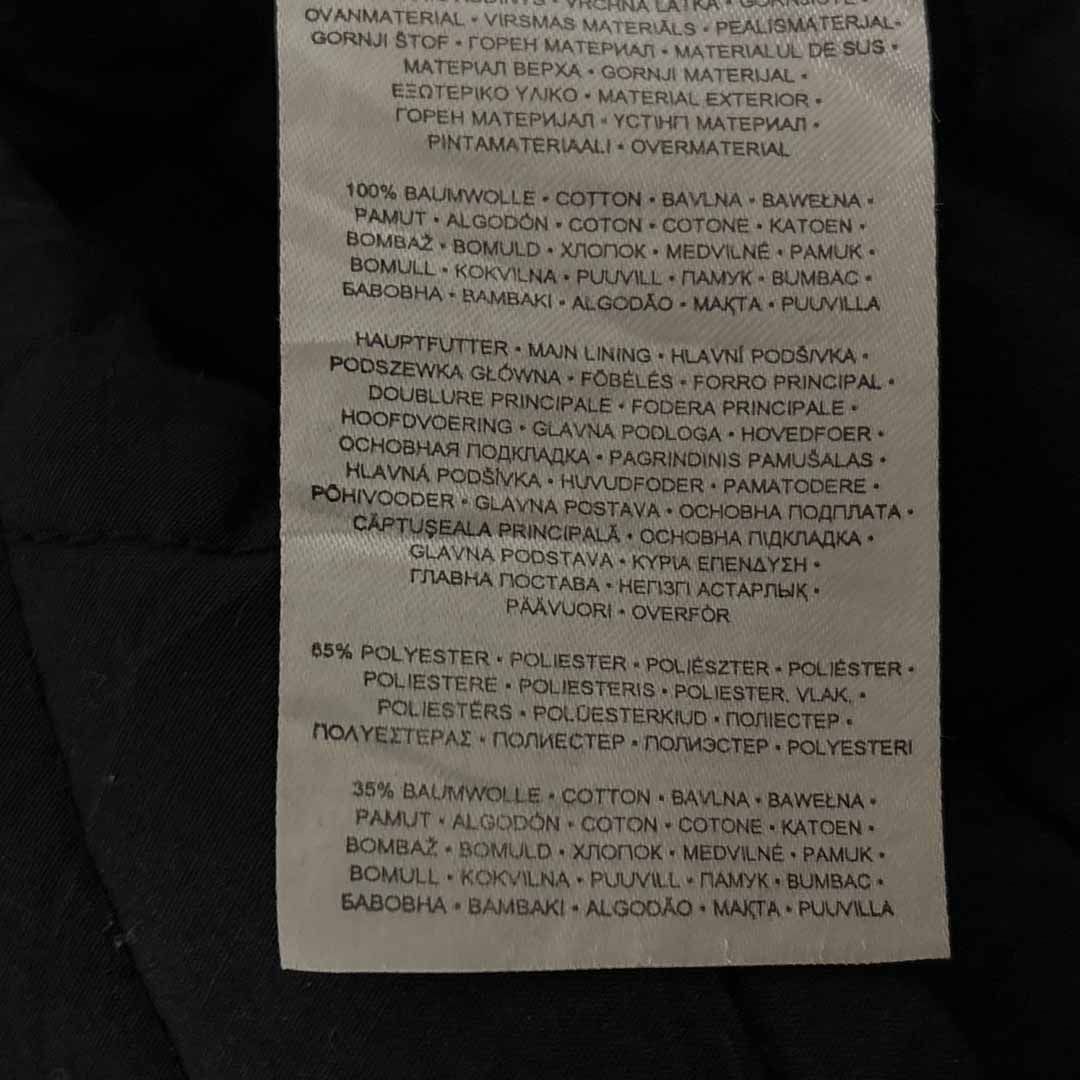 VRCHNÁ LÁTKA •
OVANMATERIAL • VIRSMAS MATERIĀLS • PEALISMATERJAL •
GORNJI ŠTOF • ГОРЕН МАТЕРИАЛ • MATERIALUL DE SUS •
МАТЕРІАЛ ВЕРХА • GORNJI MATERIJAL •
ΕΞΩΤΕΡΙΚΟ ΥΛΙΚΟ • MATERIAL EXTERIOR •
ГОРЕН МАТЕРИЈАЛ • ҮСТІҢГІ МАТЕРИАЛ •
PINTAMATERIAALI • OVERMATERIAL
100% BAUMWOLLE • COTTON • BAVLNA • BAWEŁNA •
PAMUT • ALGODÓN • COTON • COTONE • KATOEN •
BOMBAŽ • BOMULD • ХЛОПОК • MEDVILNĖ • PAMUK •
BOMULL • KOKVILNA • PUUVILL • ПАМУК • BUMBAC •
БАВОВНА • BAMBAKI • ALGODÃO • МАҚТА • PUUVILLA
HAUPTFUTTER • MAIN LINING • HLAVNÍ PODŠÍVKA •
PODSZEWKA GŁÓWNA • FŐBÉLÉS • FORRO PRINCIPAL •
DOUBLURE PRINCIPALE • FODERA PRINCIPALE •
HOOFDVOERING • GLAVNA PODLOGA • HOVEDFOER •
ОСНОВНАЯ ПОДКЛАДКА • PAGRINDINIS PAMUŠALAS •
HLAVNÁ PODŠÍVKA • HUVUDFODER • PAMATODERE •
PÕHIVOODER • GLAVNA POSTAVA • ОСНОВНА ПОДПЛАТА •
CĂPTUŞEALA PRINCIPALĂ • ОСНОВНА ПІДКЛАДКА •
GLAVNA PODSTAVA • ΚΥΡΙΑ ΕΠΕΝΔΥΣΗ •
ГЛАВНА ПОСТАВА • НЕГІЗГІ АСТАРЛЫҚ •
PÄÄVUORI • OVERFÔR
65% POLYESTER • POLIESTER • POLIÉSZTER • POLIÉSTER •
POLIESTERE • POLIESTERIS • POLIESTER. VLAK. •
POLIESTĒRS • POLÜESTERKIUD • ПОЛІЕСТЕР •
ΠΟΛΥΕΣΤΕΡΑΣ • ПОЛИЕСТЕР • ПОЛИЭСТЕР • POLYESTERI
35% BAUMWOLLE • COTTON • BAVLNA • BAWEŁNA •
PAMUT • ALGODÓN • COTON • COTONE • KATOEN •
BOMBAŽ • BOMULD • ХЛОПОК • MEDVILNĖ • PAMUK •
BOMULL • KOKVILNA • PUUVILL • ПАМУК • BUMBAC •
БАВОВНА • BAMBAKI • ALGODÃO • МАҚТА • PUUVILLA